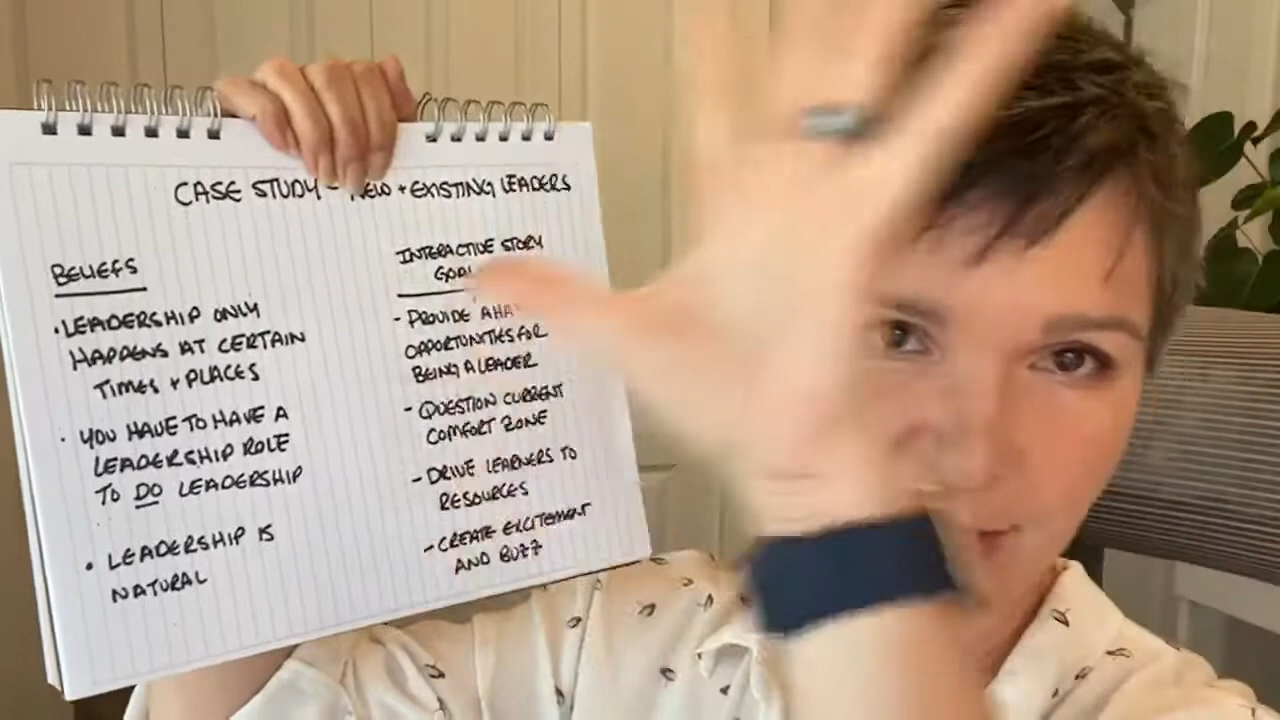 CASE STUDY - NEW + EXISTING LEADERS
BELIEFS
• LEADERSHIP ONLY
HAPPENS AT CERTAIN
TIMES + PLACES
• YOU HAVE TO HAVE A
LEADERSHIP ROLE
TO DO LEADERSHIP
• LEADERSHIP IS
NATURAL
INTERACTIVE STORY
GOAL
- PROVIDE AHA
OPPORTUNITIES FOR
BEING A LEADER
- QUESTION CURRENT
COMFORT ZONE
- DRIVE LEARNERS TO
RESOURCES
- CREATE EXCITEMENT
AND BUZZ